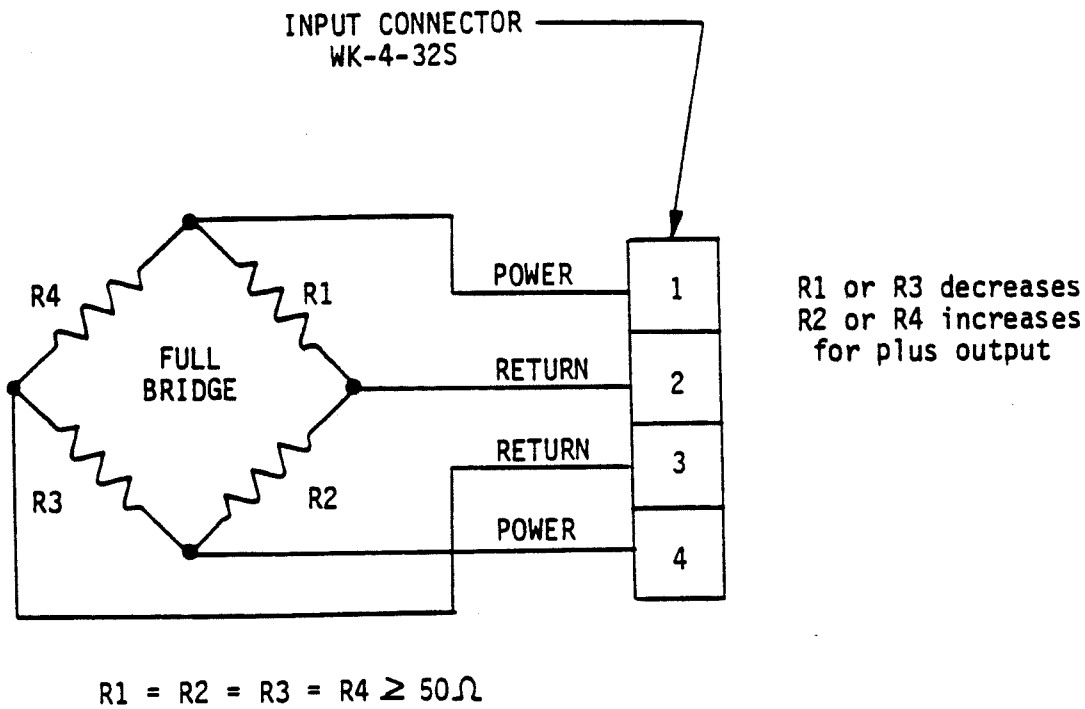 INPUT CONNECTOR
WK-4-32S
POWER
1
R1 or R3 decreases
R2 or R4 increases
for plus output
R4
R1
FULL
BRIDGE
RETURN
2
RETURN
3
R3
R2
POWER
4
R1 = R2 = R3 = R4 ≥ 50Ω